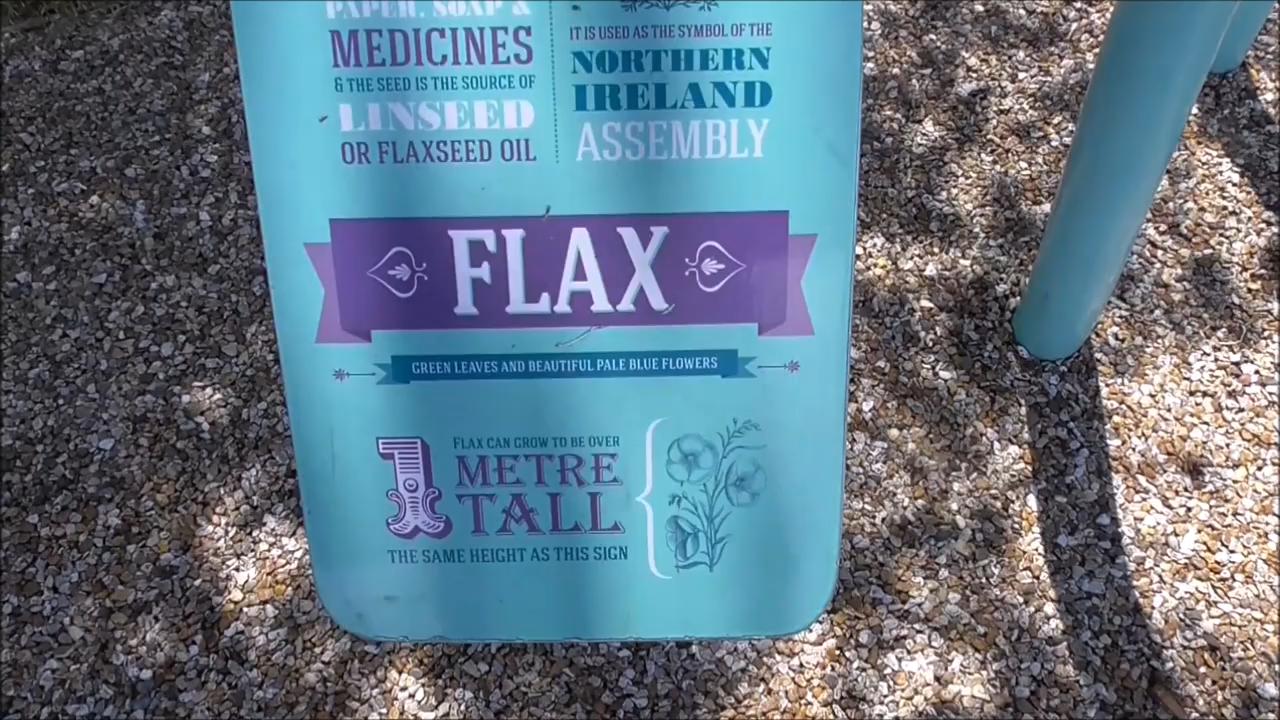 PAPER, SOAP &
MEDICINES
& THE SEED IS THE SOURCE OF
LINSEED
OR FLAXSEED OIL
IT IS USED AS THE SYMBOL OF THE
NORTHERN
IRELAND
ASSEMBLY
FLAX
GREEN LEAVES AND BEAUTIFUL PALE BLUE FLOWERS
1
FLAX CAN GROW TO BE OVER
METRE
TALL
THE SAME HEIGHT AS THIS SIGN